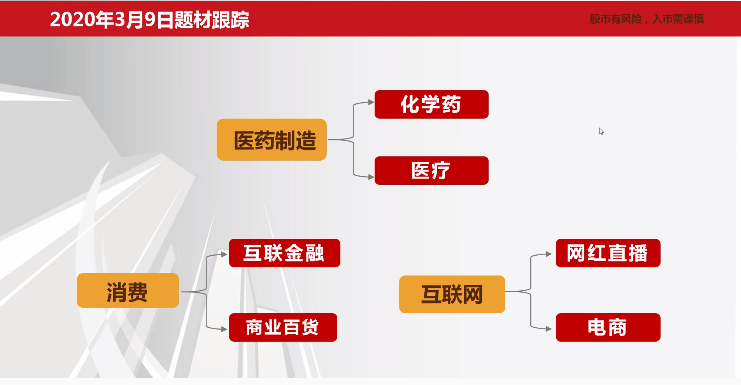 2020年3月9日题材跟踪
股市有风险，入市需谨慎
化学药
医药制造
医疗
互联金融
消费
商业百货
网红直播
互联网
电商